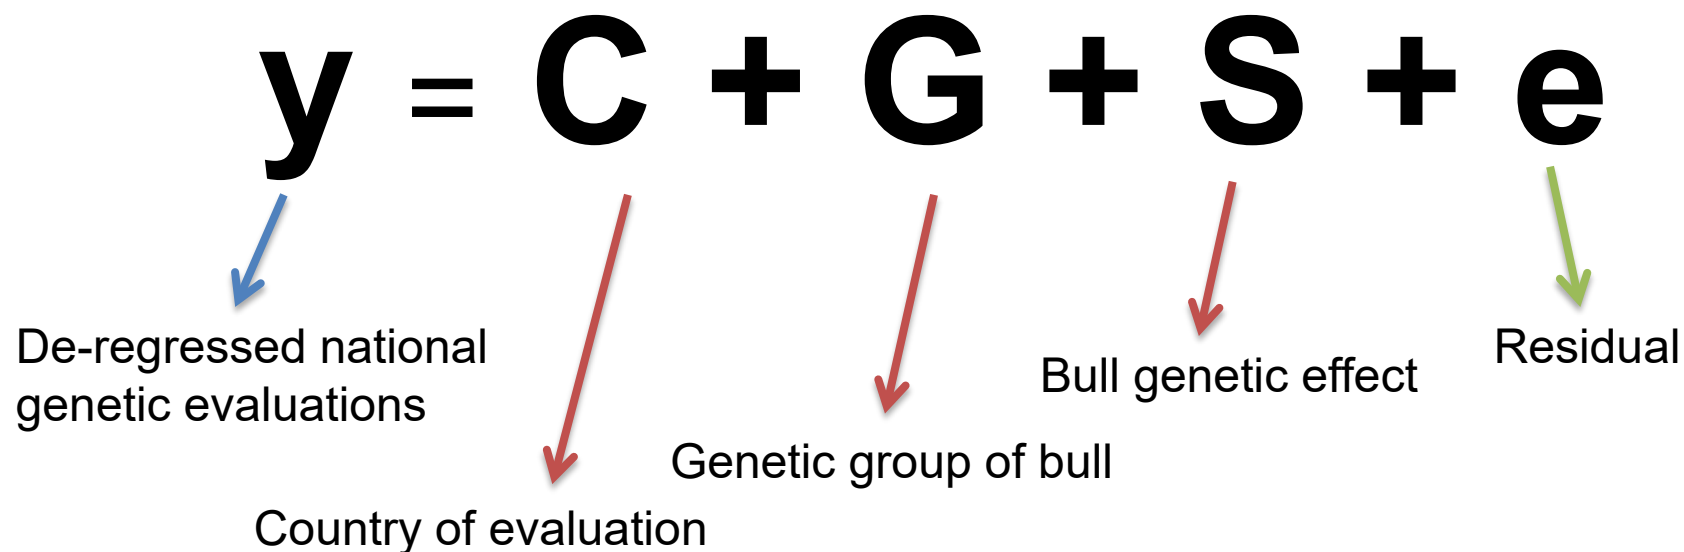 y = C + G + S + e
De-regressed national
genetic evaluations
Country of evaluation
Genetic group of bull
Bull genetic effect
Residual